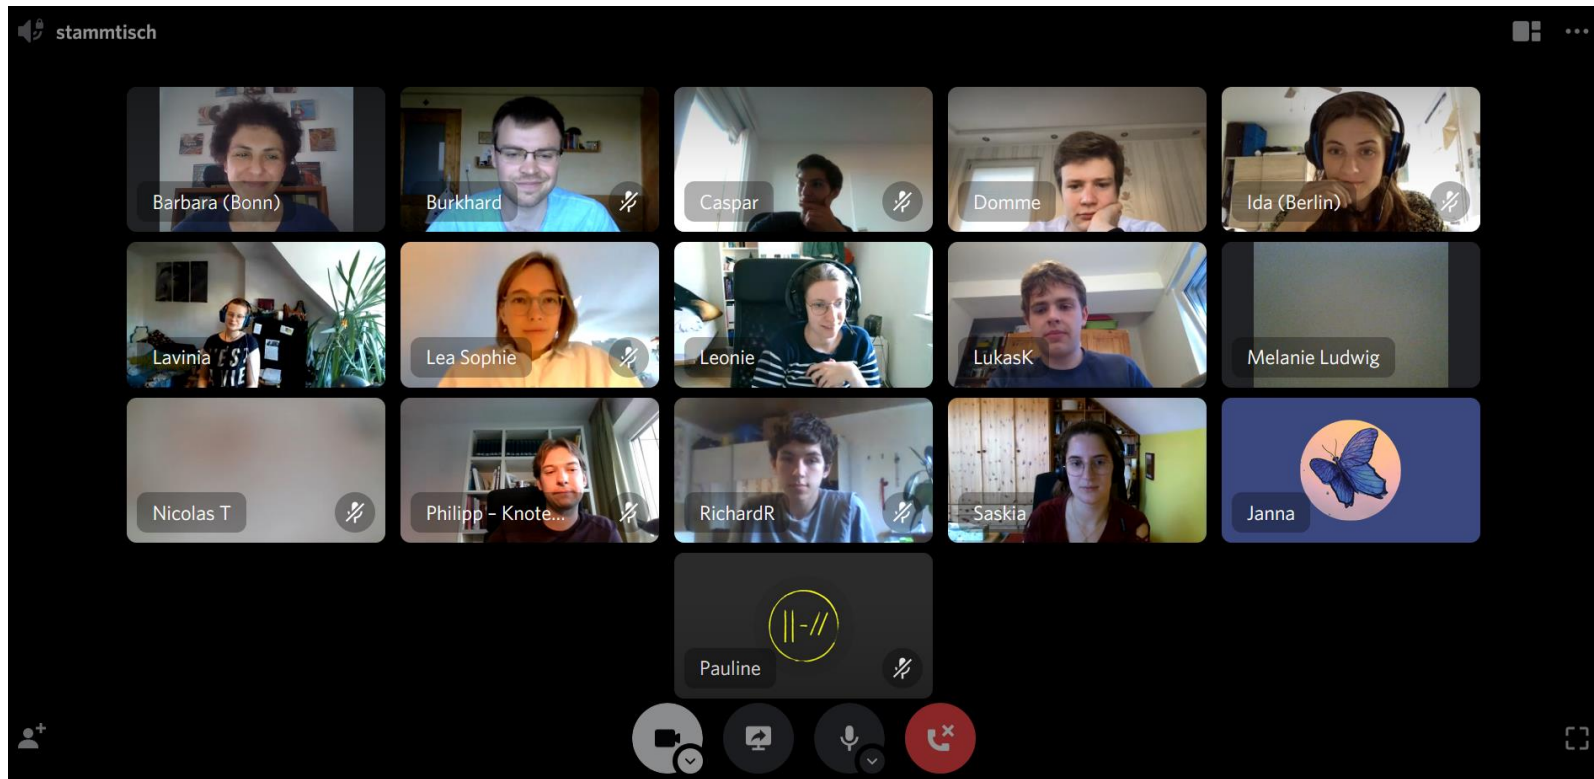 stammtisch
Barbara (Bonn)
Burkhard
Caspar
Domme
Ida (Berlin)
Lavinia
Lea Sophie
Leonie
LukasK
Melanie Ludwig
Nicolas T
Philipp – Knote...
RichardR
Saskia
Janna
||-//
Pauline